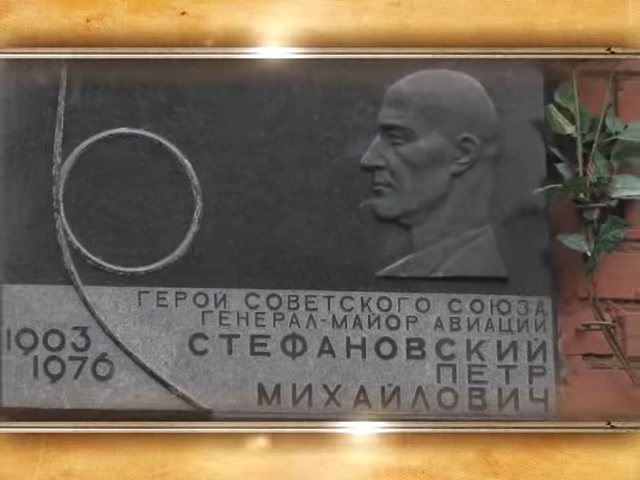 ГЕРОЙ СОВЕТСКОГО СОЮЗА
ГЕНЕРАЛ-МАЙОР АВИАЦИИ
СТЕФАНОВСКИЙ
ПЕТР
МИХАЙЛОВИЧ
1903
1976